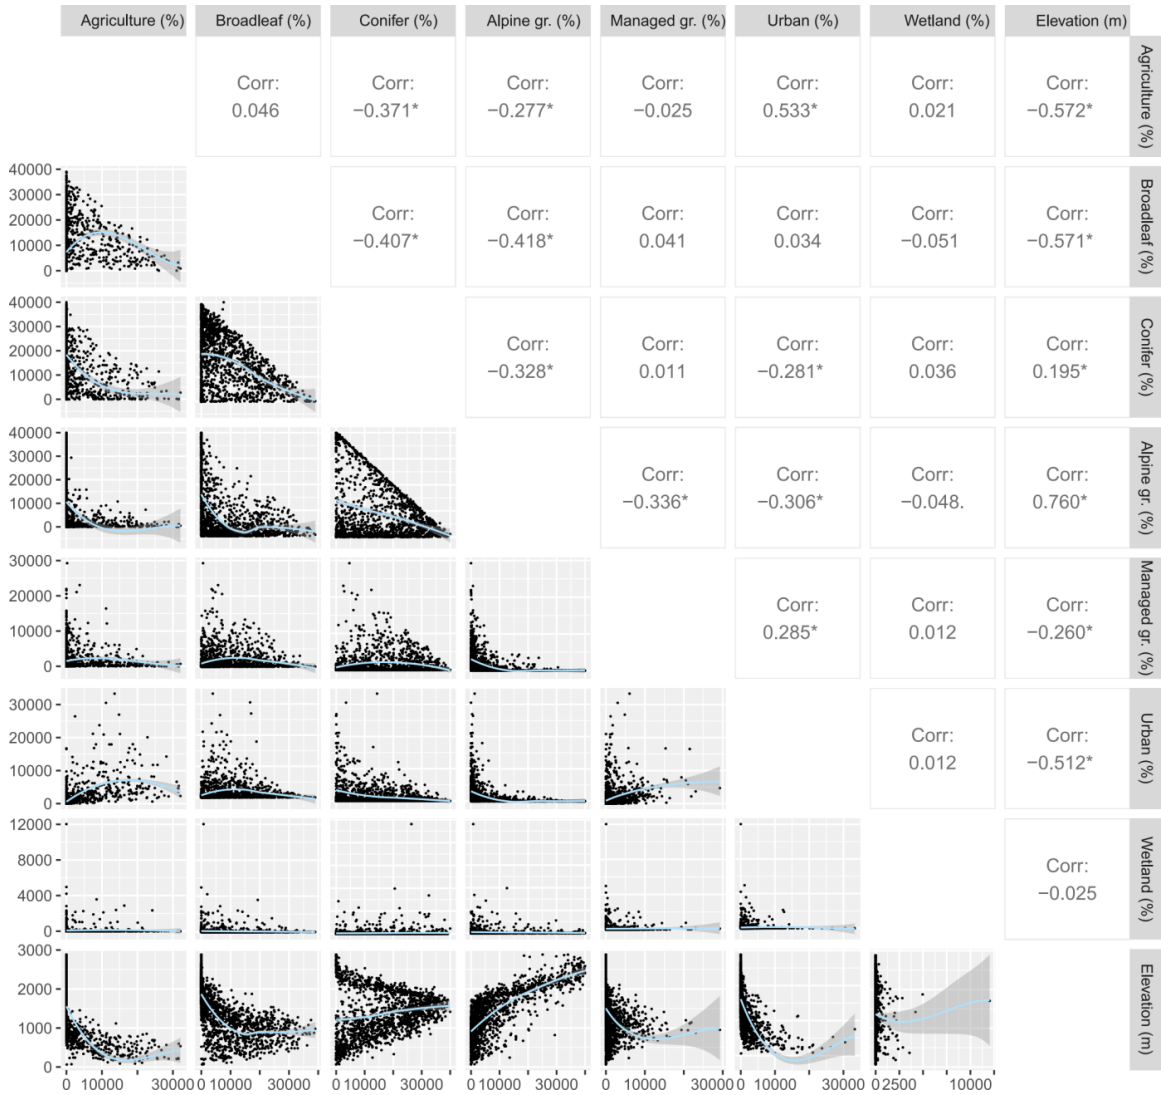 Agriculture (%) Broadleaf (%) Conifer (%) Alpine gr. (%) Managed gr. (%) Urban (%) Wetland (%) Elevation (m)
Corr: Corr: Corr: Corr: Corr: Corr: Corr:
0.046 −0.371* −0.277* −0.025 0.533* 0.021 −0.572*
Agriculture (%)
40000
30000
20000
10000
0
Corr: Corr: Corr: Corr: Corr: Corr:
−0.407* −0.418* 0.041 0.034 −0.051 −0.571*
Broadleaf (%)
40000
30000
20000
10000
0
Corr: Corr: Corr: Corr: Corr:
−0.328* 0.011 −0.281* 0.036 0.195*
Conifer (%)
40000
30000
20000
10000
0
Corr: Corr: Corr: Corr:
−0.336* −0.306* −0.048. 0.760*
Alpine gr. (%)
30000
20000
10000
0
Corr: Corr: Corr:
0.285* 0.012 −0.260*
Managed gr. (%)
30000
20000
10000
0
Corr: Corr:
0.012 −0.512*
Urban (%)
12000
8000
4000
0
Corr:
−0.025
Wetland (%)
3000
2000
1000
0
Elevation (m)
0 10000 30000 0 10000 30000 0 10000 30000 0 10000 30000 0 10000 30000 0 10000 30000 0 2500 10000